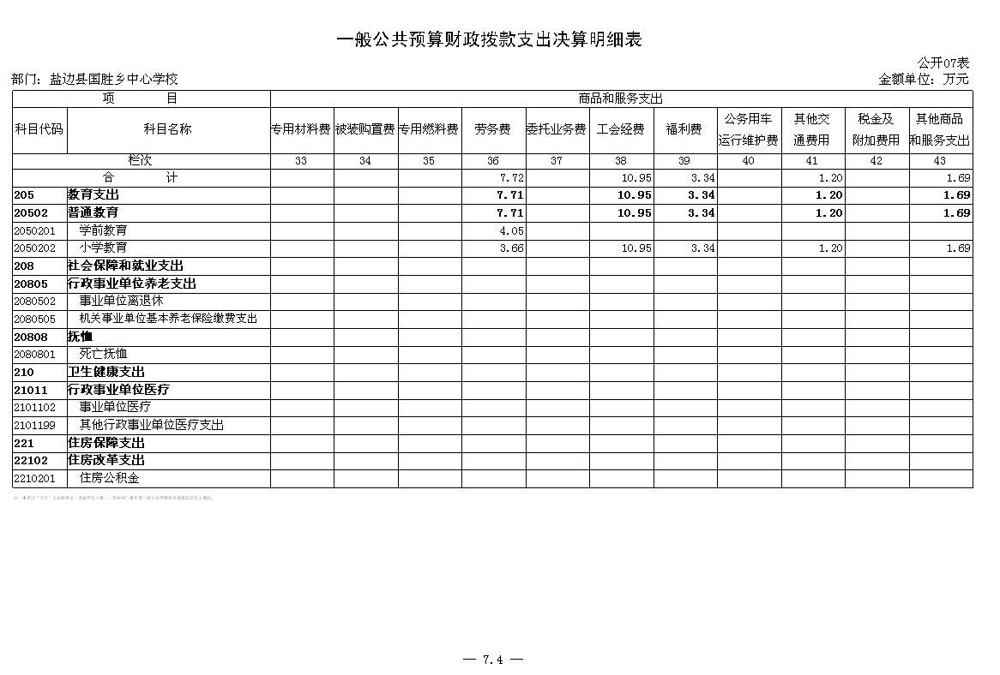 一般公共预算财政拨款支出决算明细表
公开07表
部门：盐边县国胜乡中心学校 金额单位：万元
项 目 商品和服务支出
科目代码 科目名称 专用材料费 被装购置费 专用燃料费 劳务费 委托业务费 工会经费 福利费 公务用车运行维护费 其他交通费用 税金及附加费用 其他商品和服务支出
栏次 33 34 35 36 37 38 39 40 41 42 43
合 计 7.72 10.95 3.34 1.20 1.69
205 教育支出 7.71 10.95 3.34 1.20 1.69
20502 普通教育 7.71 10.95 3.34 1.20 1.69
2050201 学前教育 4.05
2050202 小学教育 3.66 10.95 3.34 1.20 1.69
208 社会保障和就业支出
20805 行政事业单位养老支出
2080502 事业单位离退休
2080505 机关事业单位基本养老保险缴费支出
20808 抚恤
2080801 死亡抚恤
210 卫生健康支出
21011 行政事业单位医疗
2101102 事业单位医疗
2101199 其他行政事业单位医疗支出
221 住房保障支出
22102 住房改革支出
2210201 住房公积金
— 7.4 —